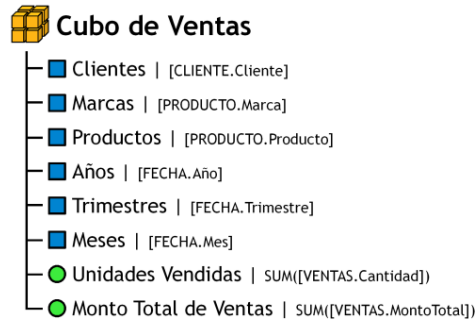 Cubo de Ventas
Clientes | [CLIENTE.Cliente]
Marcas | [PRODUCTO.Marca]
Productos | [PRODUCTO.Producto]
Años | [FECHA.Año]
Trimestres | [FECHA.Trimestre]
Meses | [FECHA.Mes]
Unidades Vendidas | SUM([VENTAS.Cantidad])
Monto Total de Ventas | SUM([VENTAS.MontoTotal])